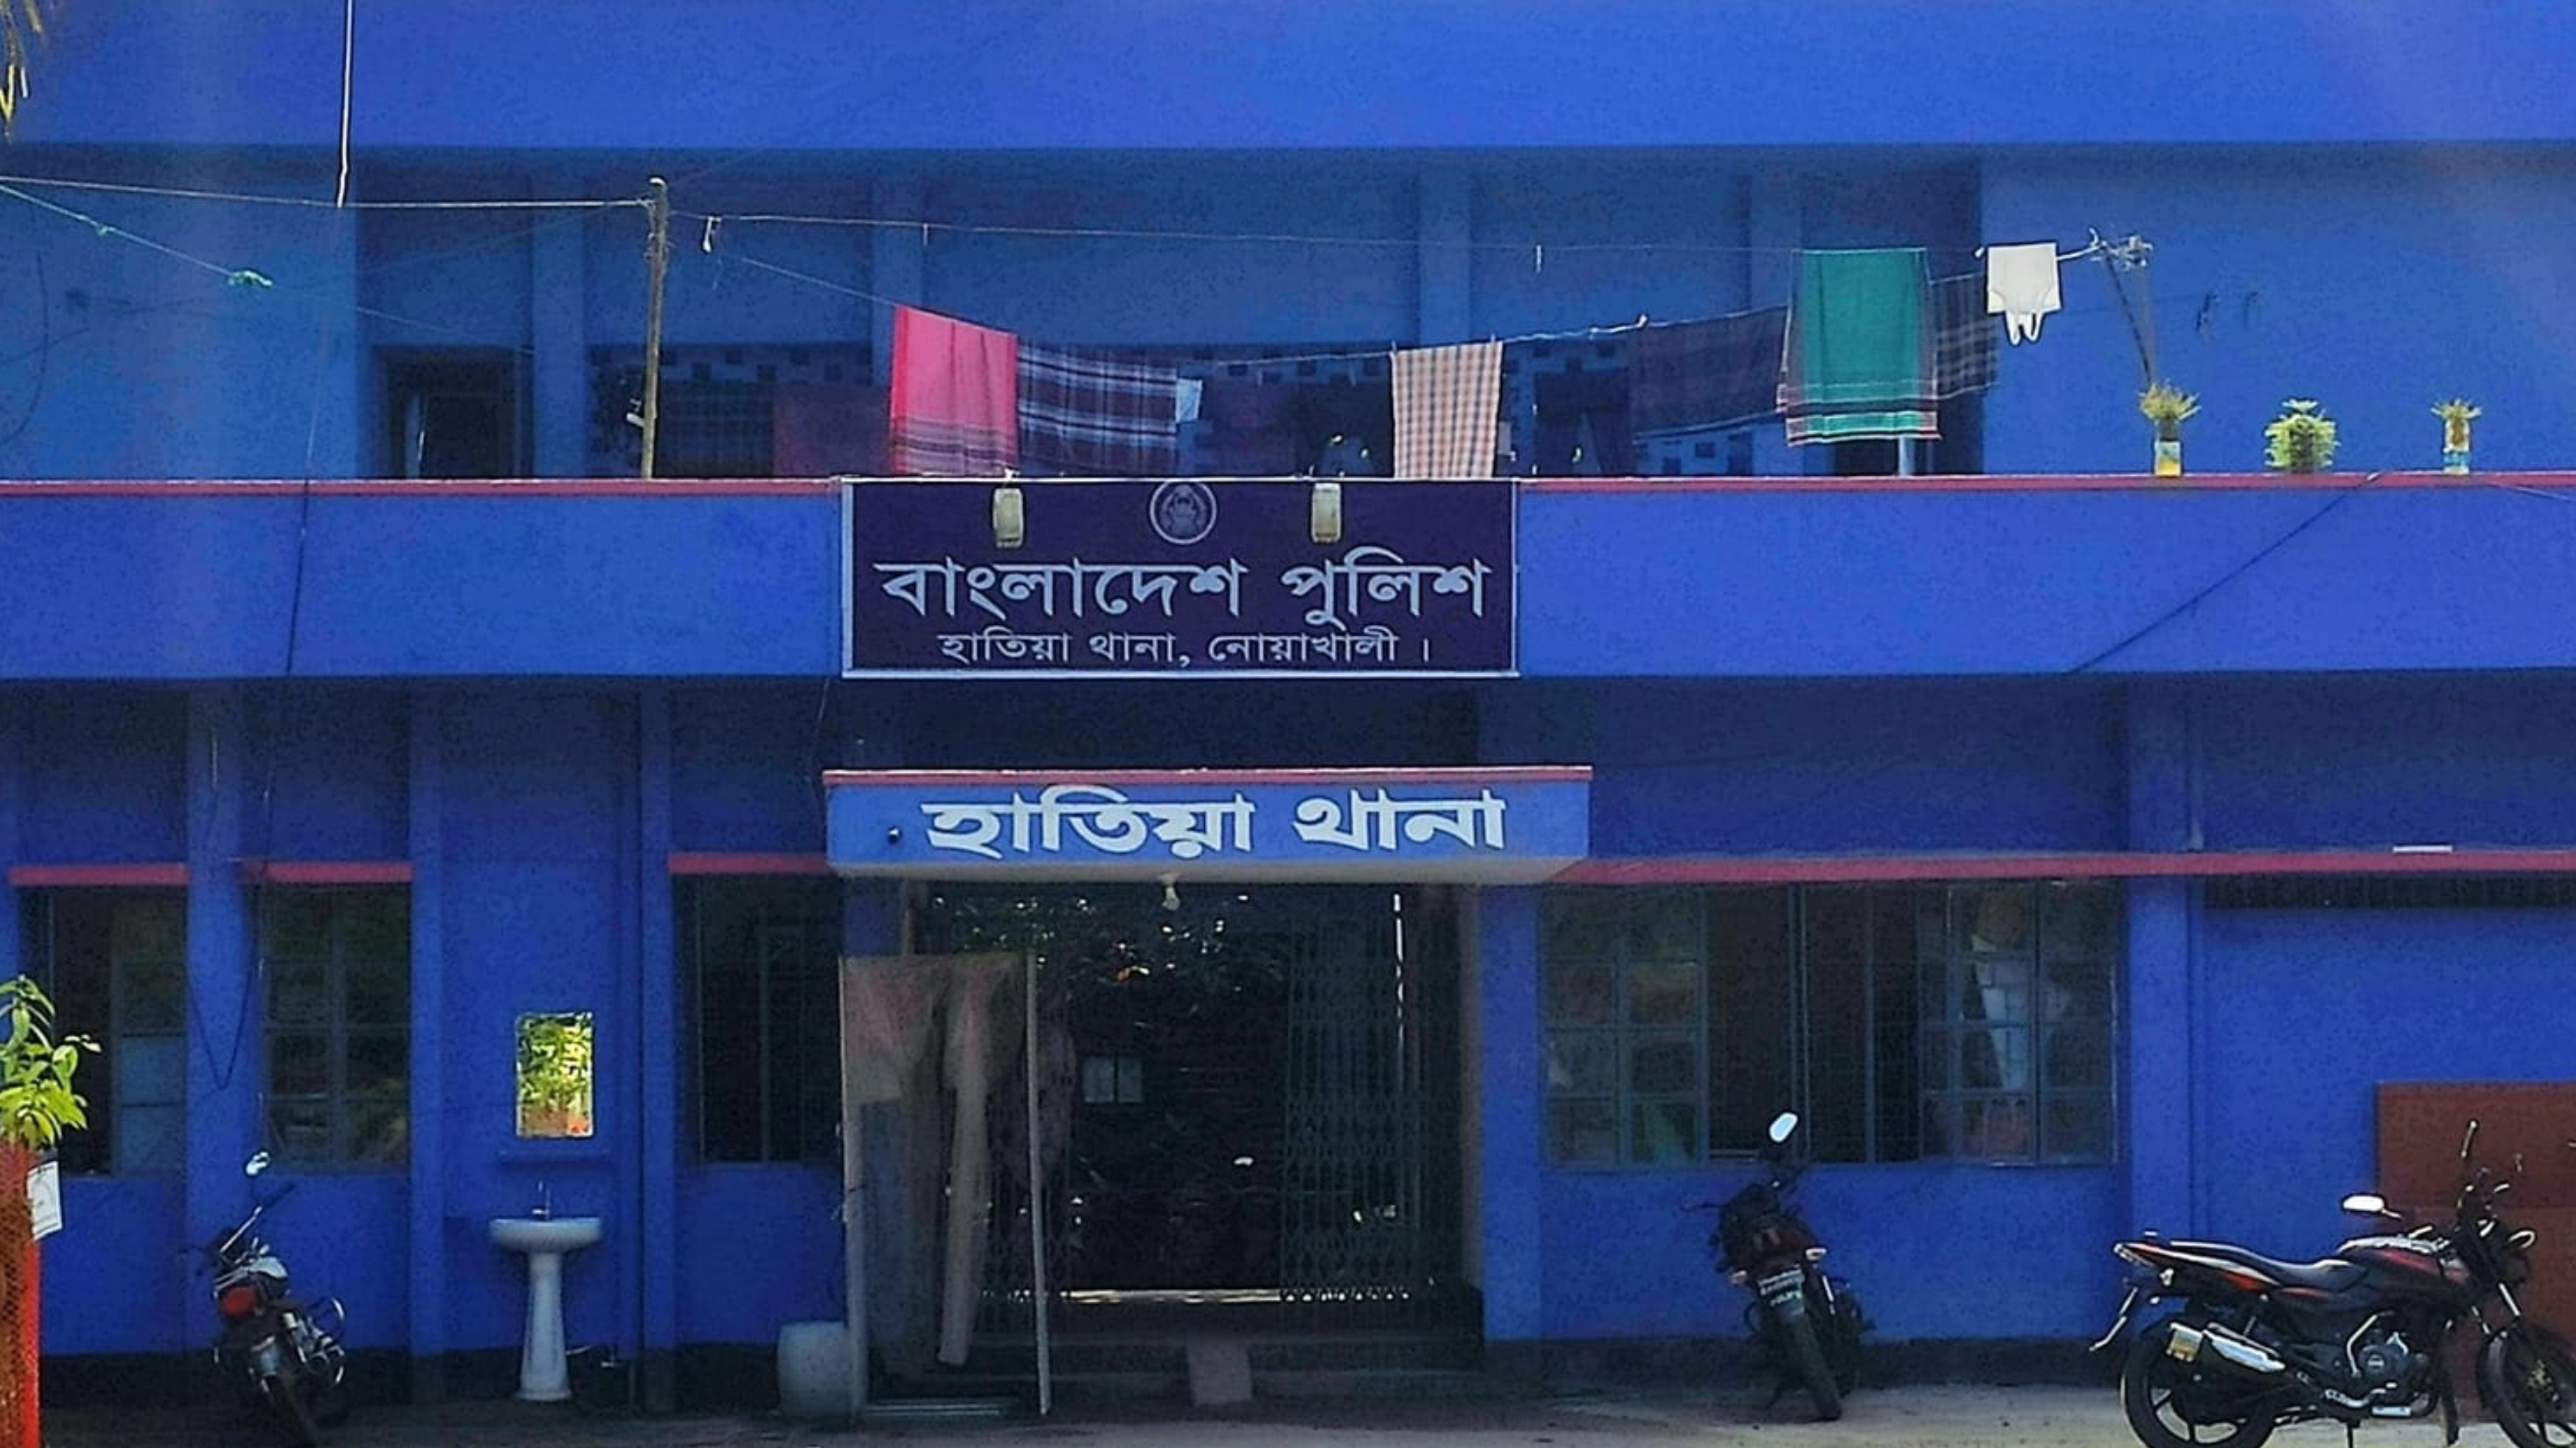 বাংলাদেশ পুলিশ
হাতিয়া থানা, নোয়াখালী ।
হাতিয়া থানা